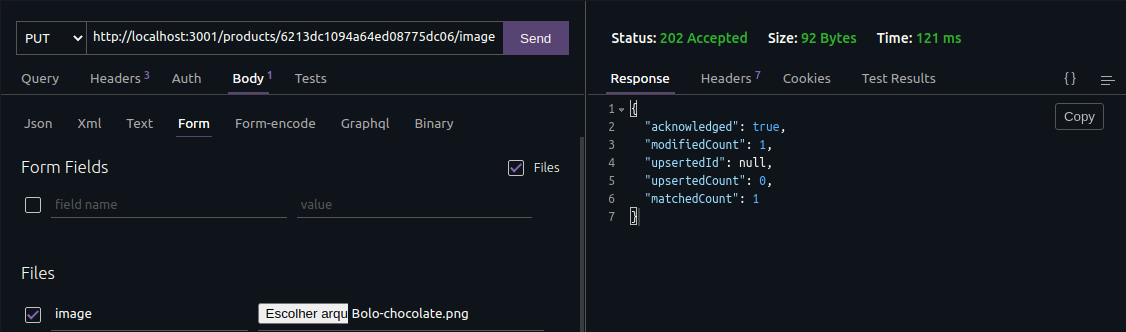 PUT http://localhost:3001/products/6213dc1094a64ed08775dc06/image Send
Query Headers 3 Auth Body 1 Tests
Json Xml Text Form Form-encode Graphql Binary
Form Fields Files
field name value
Files
image Escolher arqu Bolo-chocolate.png
Status: 202 Accepted Size: 92 Bytes Time: 121 ms
Response Headers 7 Cookies Test Results {}
Copy
1 {
2 "acknowledged": true,
3 "modifiedCount": 1,
4 "upsertedId": null,
5 "upsertedCount": 0,
6 "matchedCount": 1
7 }